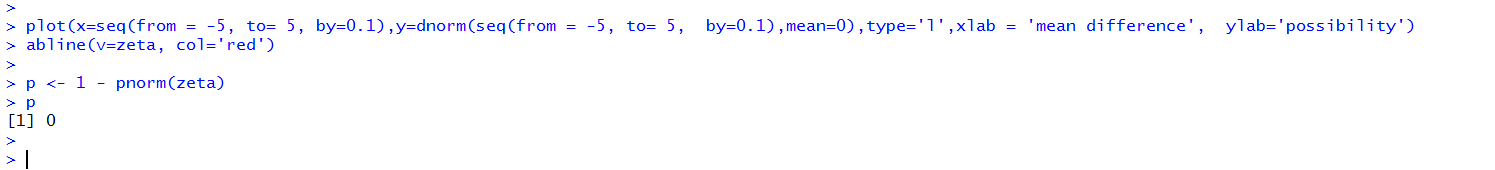 >
> plot(x=seq(from = -5, to= 5, by=0.1),y=dnorm(seq(from = -5, to= 5,  by=0.1),mean=0),type='l',xlab = 'mean difference',  ylab='possibility')
> abline(v=zeta, col='red')
>
> p <- 1 - pnorm(zeta)
> p
[1] 0
>
>